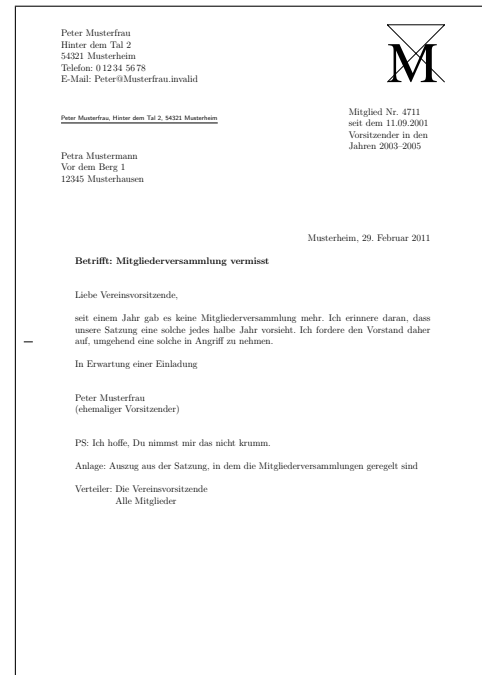 Peter Musterfrau
Hinter dem Tal 2
54321 Musterheim
Telefon: 0 12 34 56 78
E-Mail: Peter@Musterfrau.invalid
M
Peter Musterfrau, Hinter dem Tal 2, 54321 Musterheim
Mitglied Nr. 4711
seit dem 11.09.2001
Vorsitzender in den
Jahren 2003–2005
Petra Mustermann
Vor dem Berg 1
12345 Musterhausen
Musterheim, 29. Februar 2011
Betrifft: Mitgliederversammlung vermisst
Liebe Vereinsvorsitzende,
seit einem Jahr gab es keine Mitgliederversammlung mehr. Ich erinnere daran, dass
unsere Satzung eine solche jedes halbe Jahr vorsieht. Ich fordere den Vorstand daher
auf, umgehend eine solche in Angriff zu nehmen.
In Erwartung einer Einladung
Peter Musterfrau
(ehemaliger Vorsitzender)
PS: Ich hoffe, Du nimmst mir das nicht krumm.
Anlage: Auszug aus der Satzung, in dem die Mitgliederversammlungen geregelt sind
Verteiler: Die Vereinsvorsitzende
Alle Mitglieder